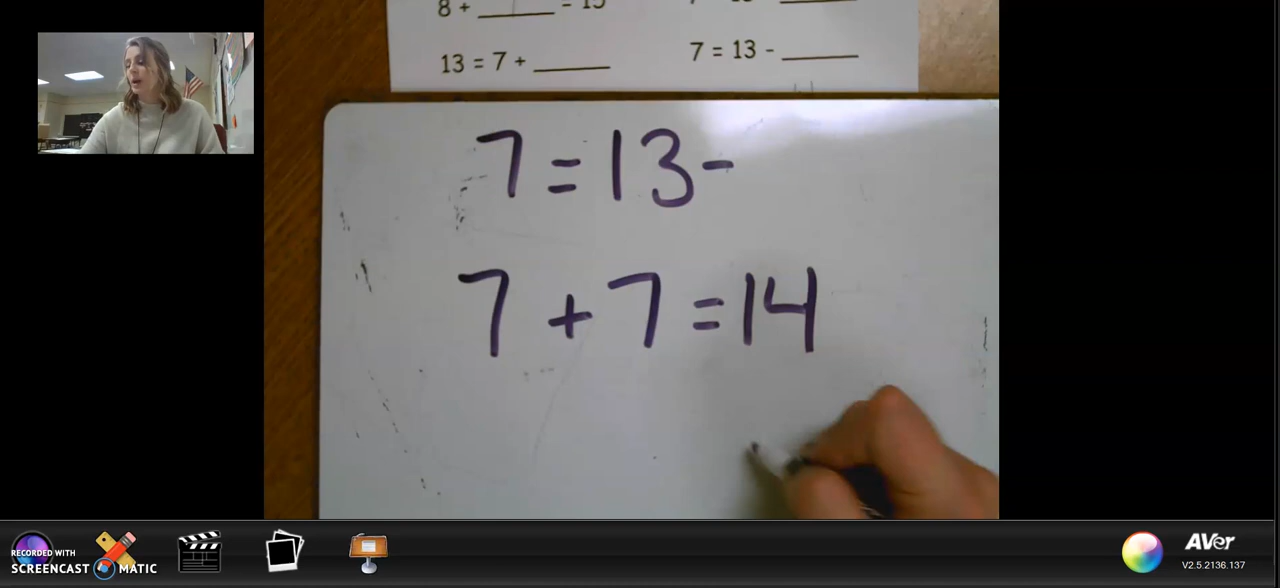 8 + _______ = 15
13 = 7 + _______ 7 = 13 - _______
7 = 13 -
7 + 7 = 14
RECORDED WITH
SCREENCAST MATIC
AVer
V2.5.2136.137